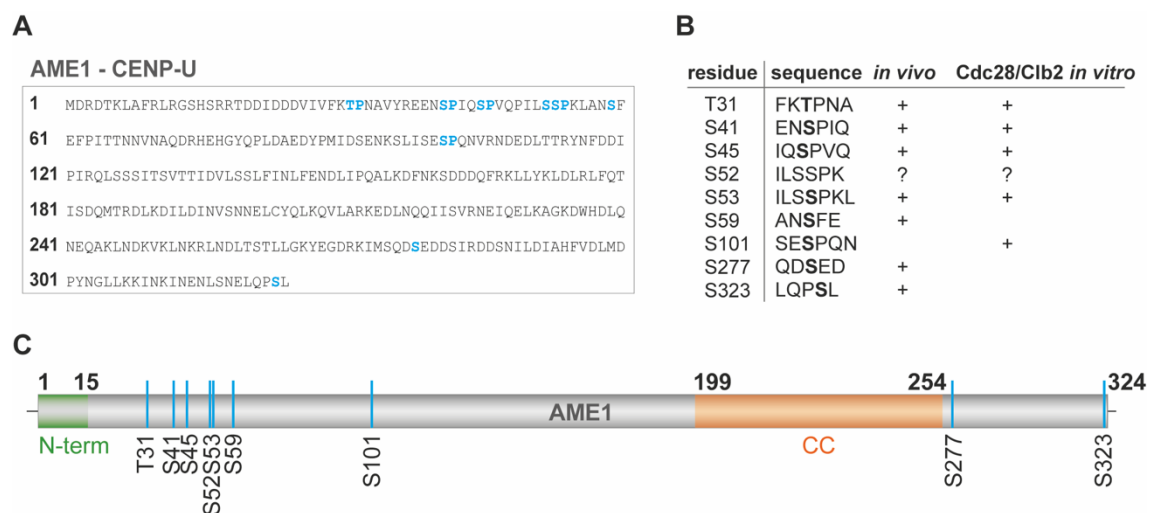 A
AME1 - CENP-U
1 MDRDTKLAFRLRGSHSRRTDDIDDDVIVFKTPNAVYREENSPIQSPVQPILSSPKLANSF
61 EFPITTNNVNAQDRHEHGYQPLDAEDYPMIDSENKSLISESPQNVRNDEDLTTRYNFDDI
121 PIRQLSSSITSVTTIDVLSSLFINLFENDLIPQALKDFNKSDDDQFRKLLYKLDLRLFQT
181 ISDQMTRDLKDILDINVSNNELCYQLKQVLARKEDLNQQIISVRNEIQELKAGKDWHDLQ
241 NEQAKLNDKVKLNKRLNDLTSTLLGKYEGDRKIMSQDSEDDSIRDDSNILDIAHFVDLMD
301 PYNGLLKKINKINENLSNELQPSL
B
residue sequence in vivo Cdc28/Clb2 in vitro
T31 FKTPNA + +
S41 ENSPIQ + +
S45 IQSPVQ + +
S52 ILSSPK ? ?
S53 ILSSPKL + +
S59 ANSFE +
S101 SESPQN +
S277 QDSED +
S323 LQPSL +
C
1 15 199 254 324
AME1
N-term CC
T31 S41 S45 S52 S53 S59 S101 S277 S323